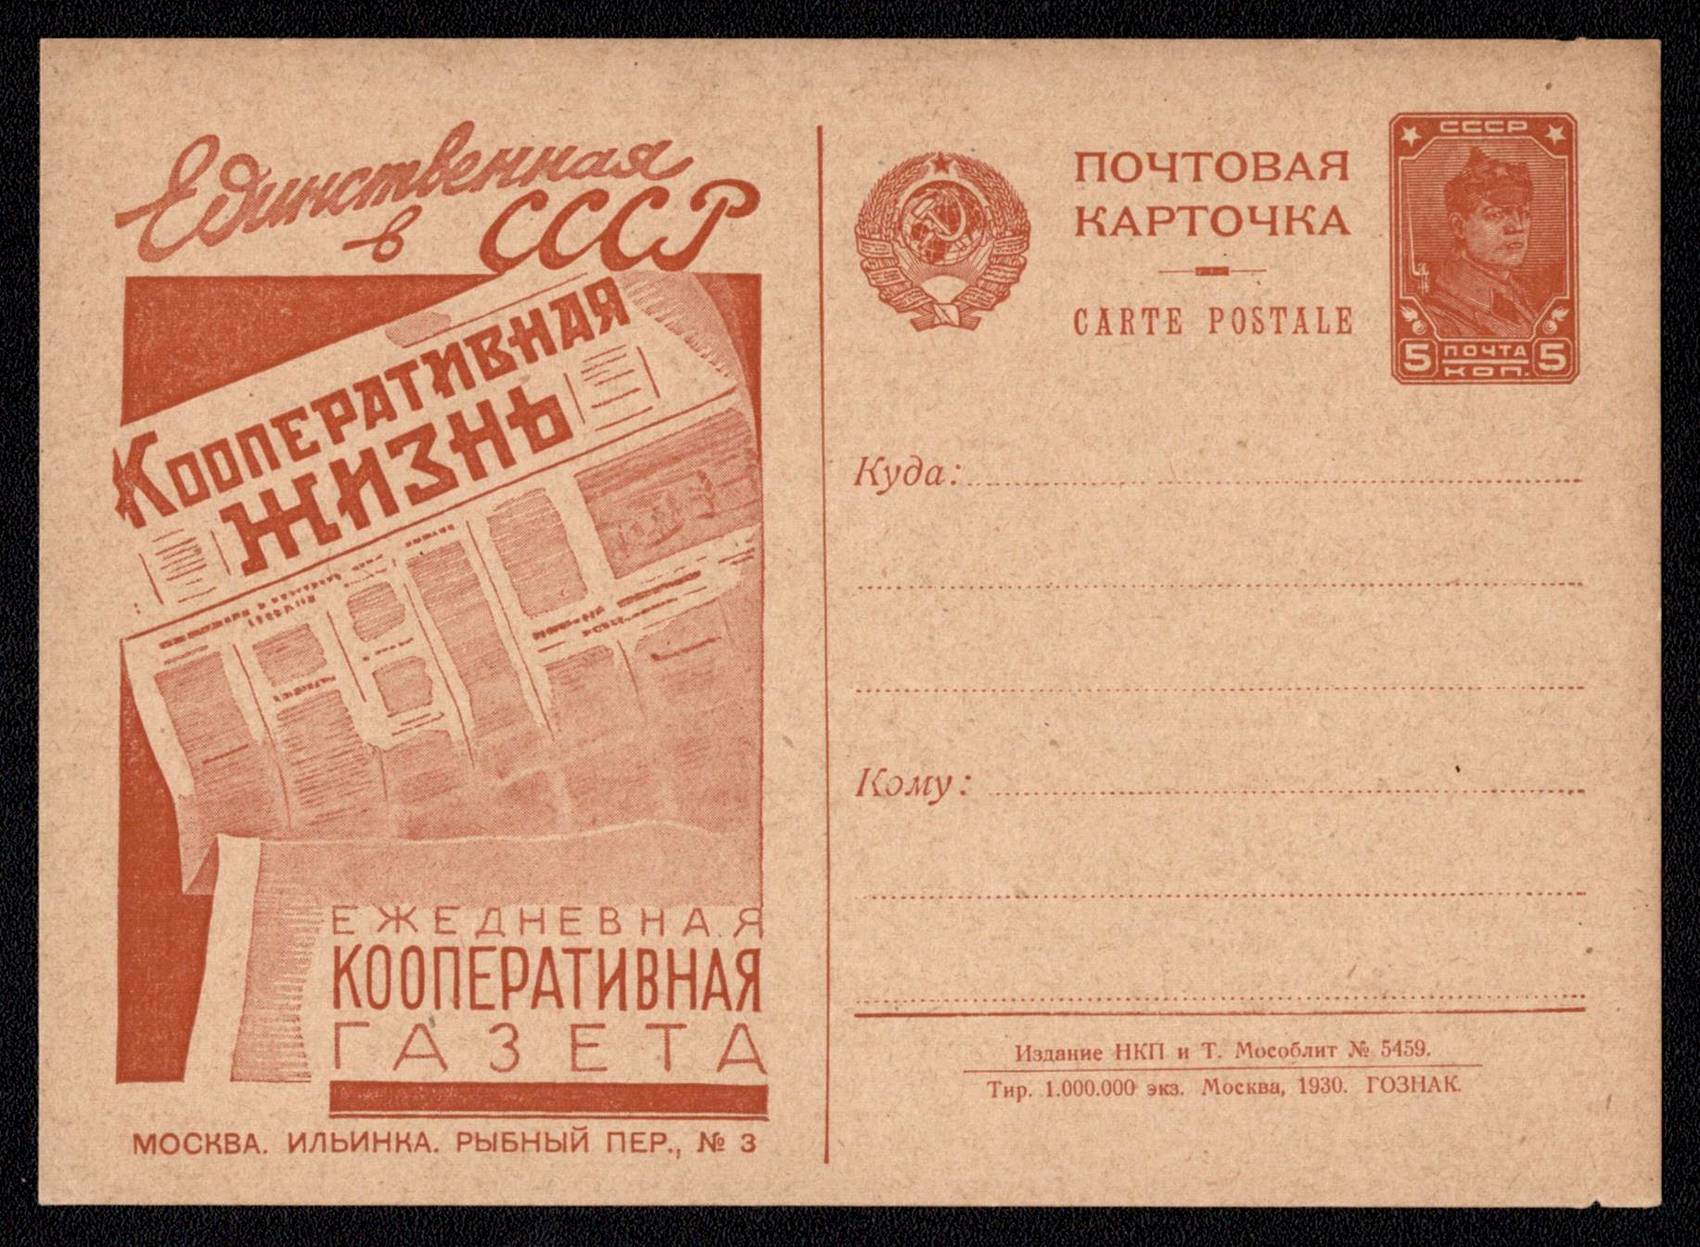 Единственная
в СССР
Кооперативная
жизнь
ЕЖЕДНЕВНАЯ
КООПЕРАТИВНАЯ
ГАЗЕТА
МОСКВА. ИЛЬИНКА. РЫБНЫЙ ПЕР., № 3
ПОЧТОВАЯ
КАРТОЧКА
CARTE POSTALE
СССР
5 ПОЧТА 5
КОП.
Куда:
Кому:
Издание НКП и Т. Мособлит № 5459.
Тир. 1.000.000 экз. Москва, 1930. ГОЗНАК.